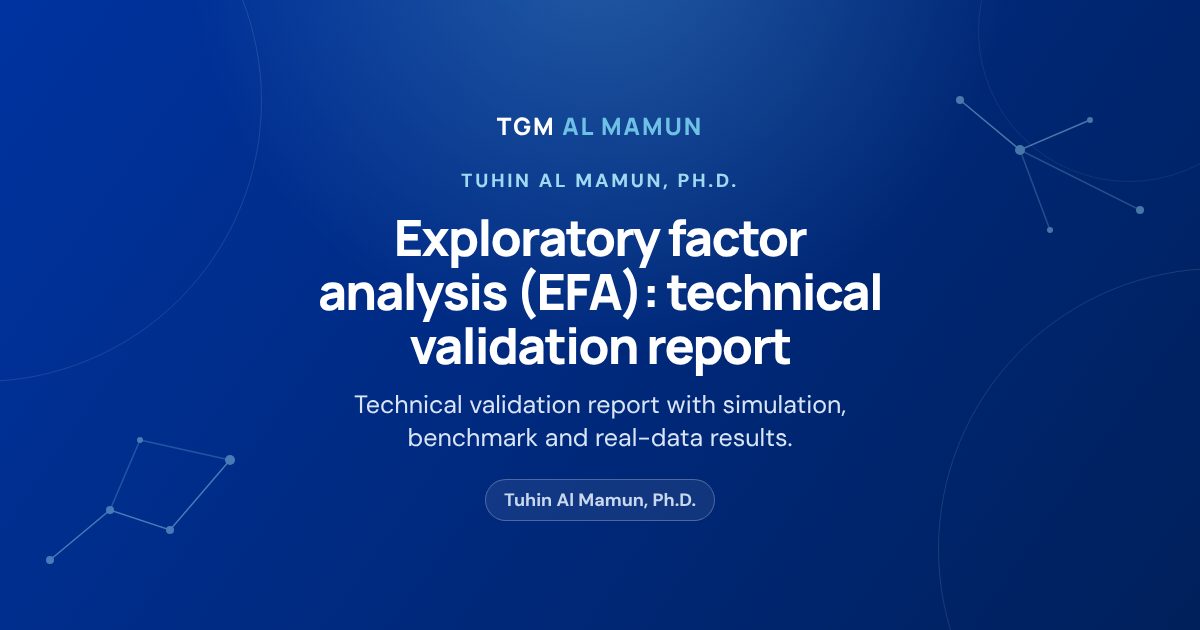 TGM AL MAMUN
TUHIN AL MAMUN, PH.D.
Exploratory factor
analysis (EFA): technical
validation report
Technical validation report with simulation,
benchmark and real-data results.
Tuhin Al Mamun, Ph.D.